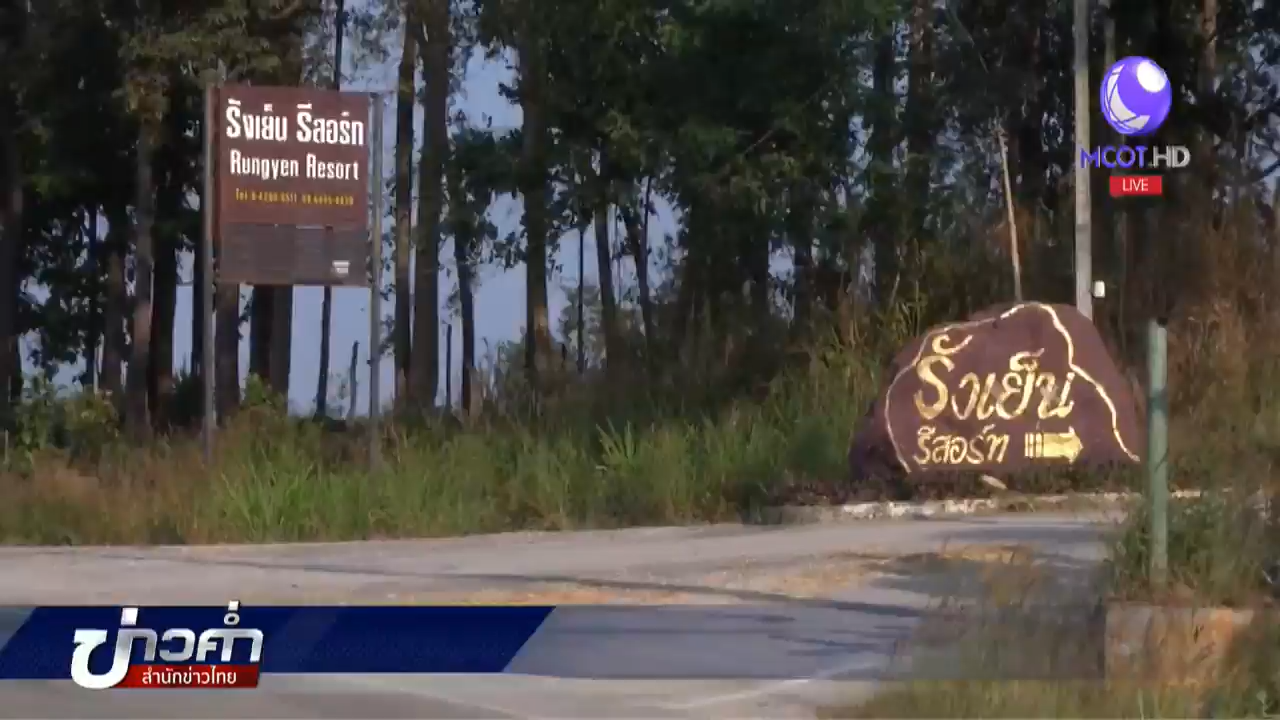 รังเย็น รีสอร์ท
Rungyen Resort
MCOT.HD
LIVE
รังเย็น
รีสอร์ท
ข่าวค่ำ
สำนักข่าวไทย